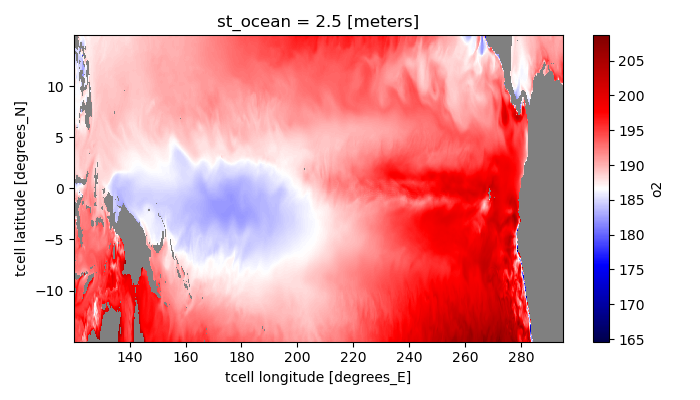 st_ocean = 2.5 [meters]
10
5
0
−5
−10
tcell latitude [degrees_N]
140 160 180 200 220 240 260 280
tcell longitude [degrees_E]
205
200
195
190
185
180
175
170
165
o2